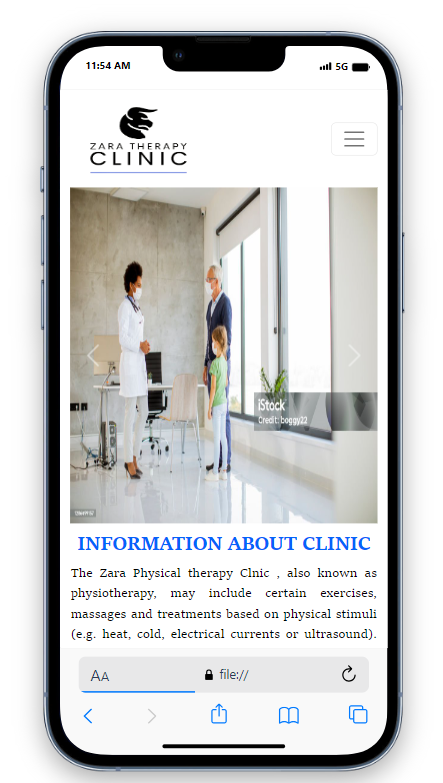 11:54 AM
5G
ZARA THERAPY
CLINIC
iStock
Credit: boggy22
INFORMATION ABOUT CLINIC
The Zara Physical therapy Clnic , also known as
physiotherapy, may include certain exercises,
massages and treatments based on physical stimuli
(e.g. heat, cold, electrical currents or ultrasound).
AA
file://